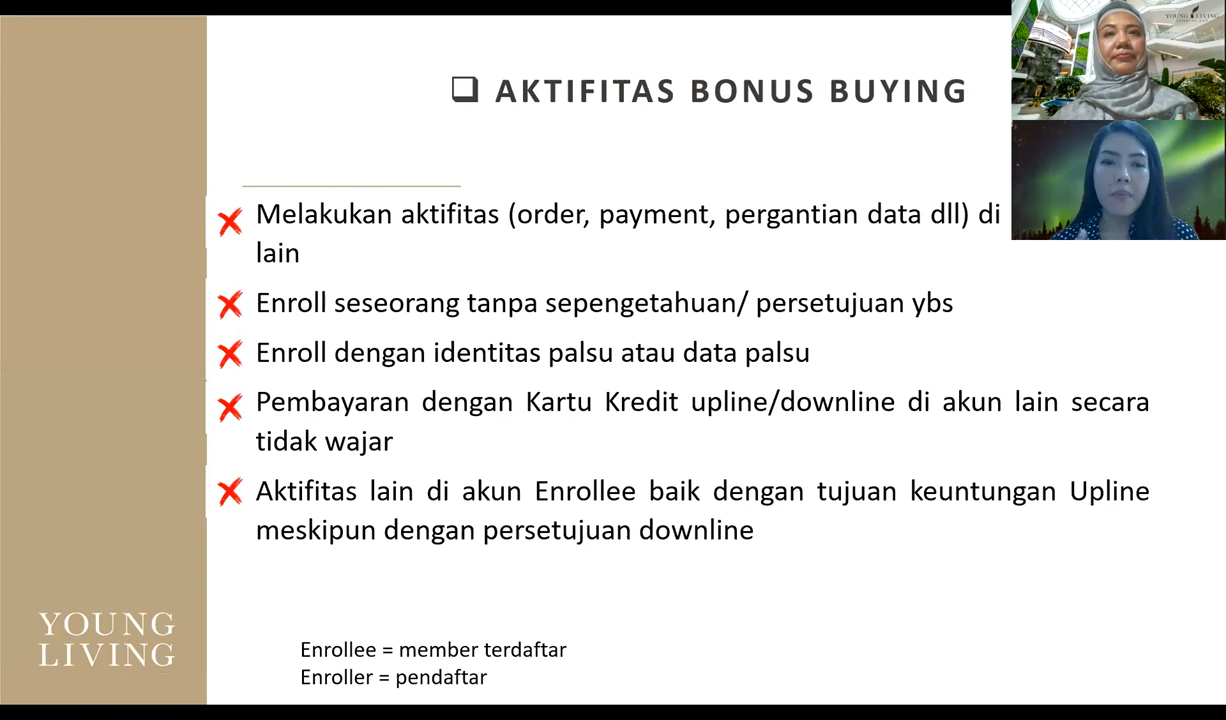 AKTIFITAS BONUS BUYING
YOUNG LIVING
Melakukan aktifitas (order, payment, pergantian data dll) di
lain
Enroll seseorang tanpa sepengetahuan/ persetujuan ybs
Enroll dengan identitas palsu atau data palsu
Pembayaran dengan Kartu Kredit upline/downline di akun lain secara
tidak wajar
Aktifitas lain di akun Enrollee baik dengan tujuan keuntungan Upline
meskipun dengan persetujuan downline
YOUNG
LIVING
Enrollee = member terdaftar
Enroller = pendaftar